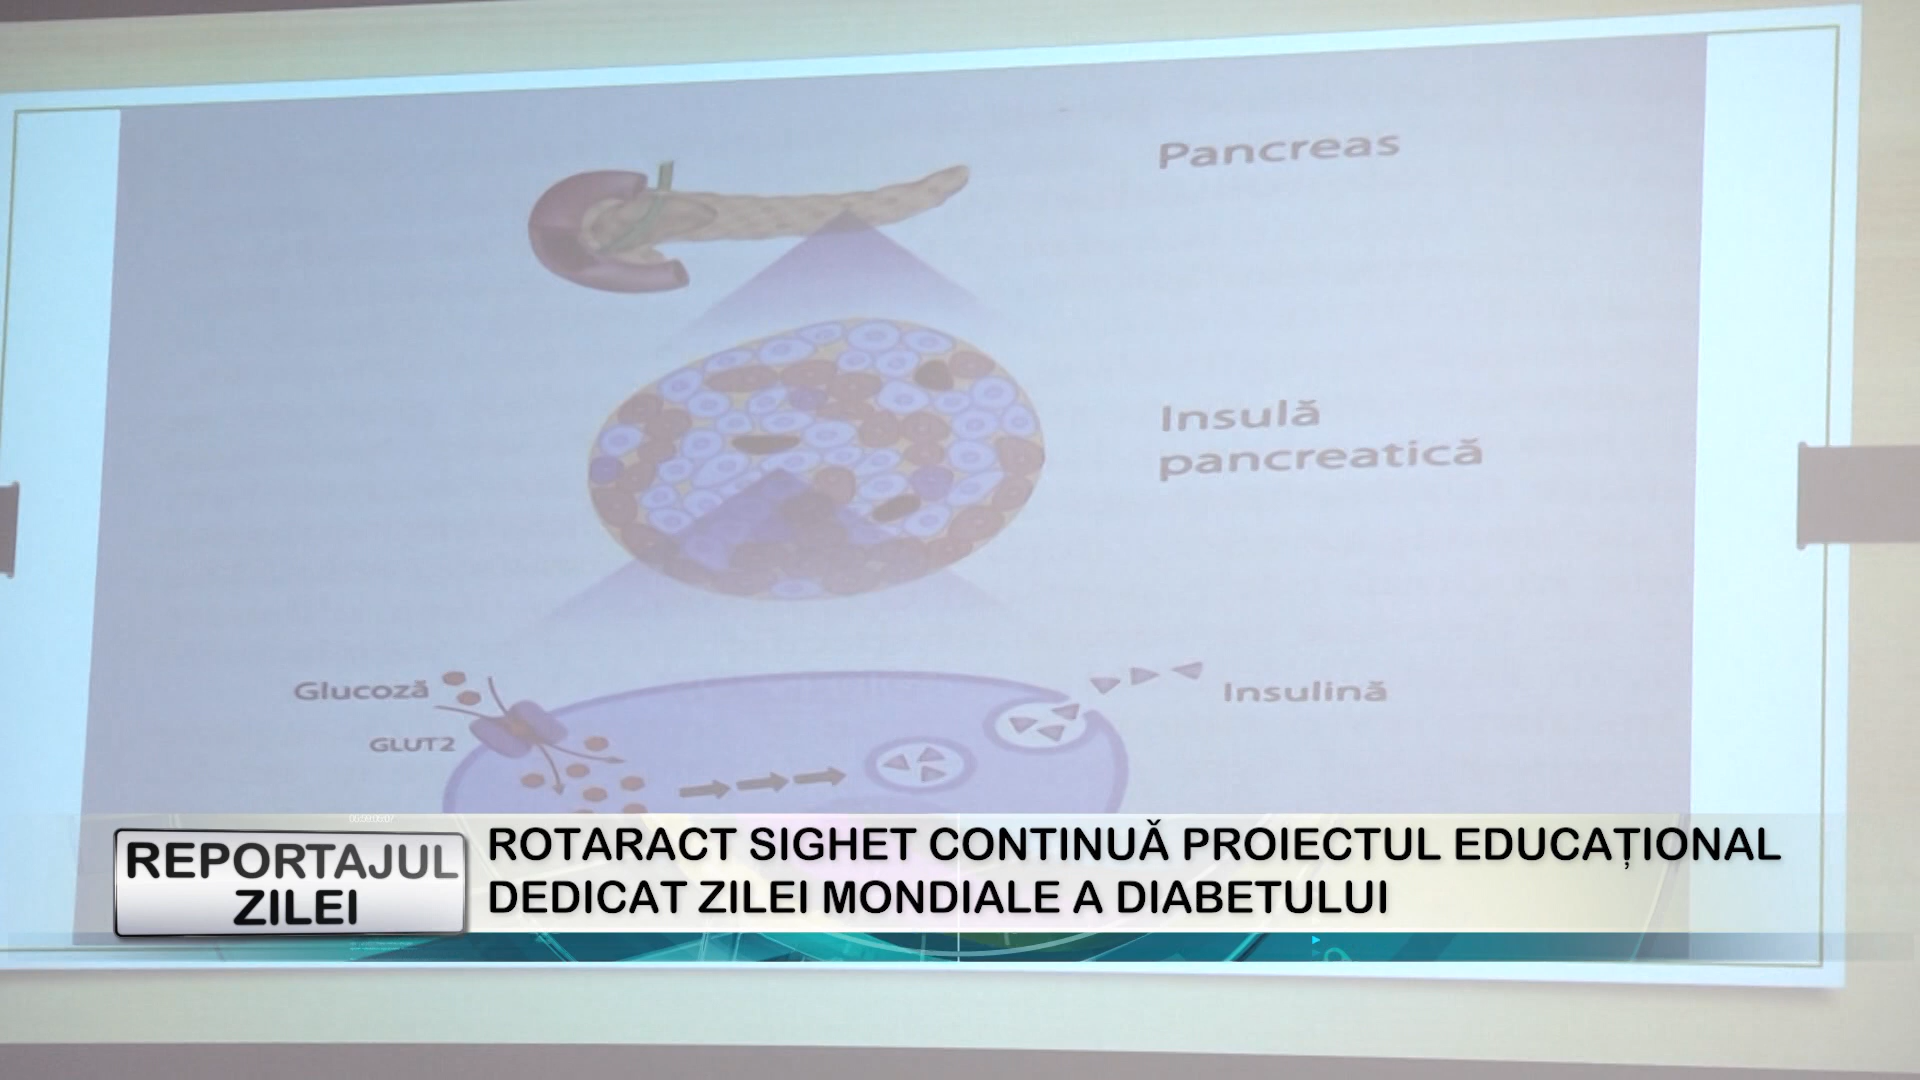 Pancreas
Insulă
pancreatică
Glucoză
GLUT2
Insulină
REPORTAJUL
ZILEI
ROTARACT SIGHET CONTINUĂ PROIECTUL EDUCAȚIONAL
DEDICAT ZILEI MONDIALE A DIABETULUI